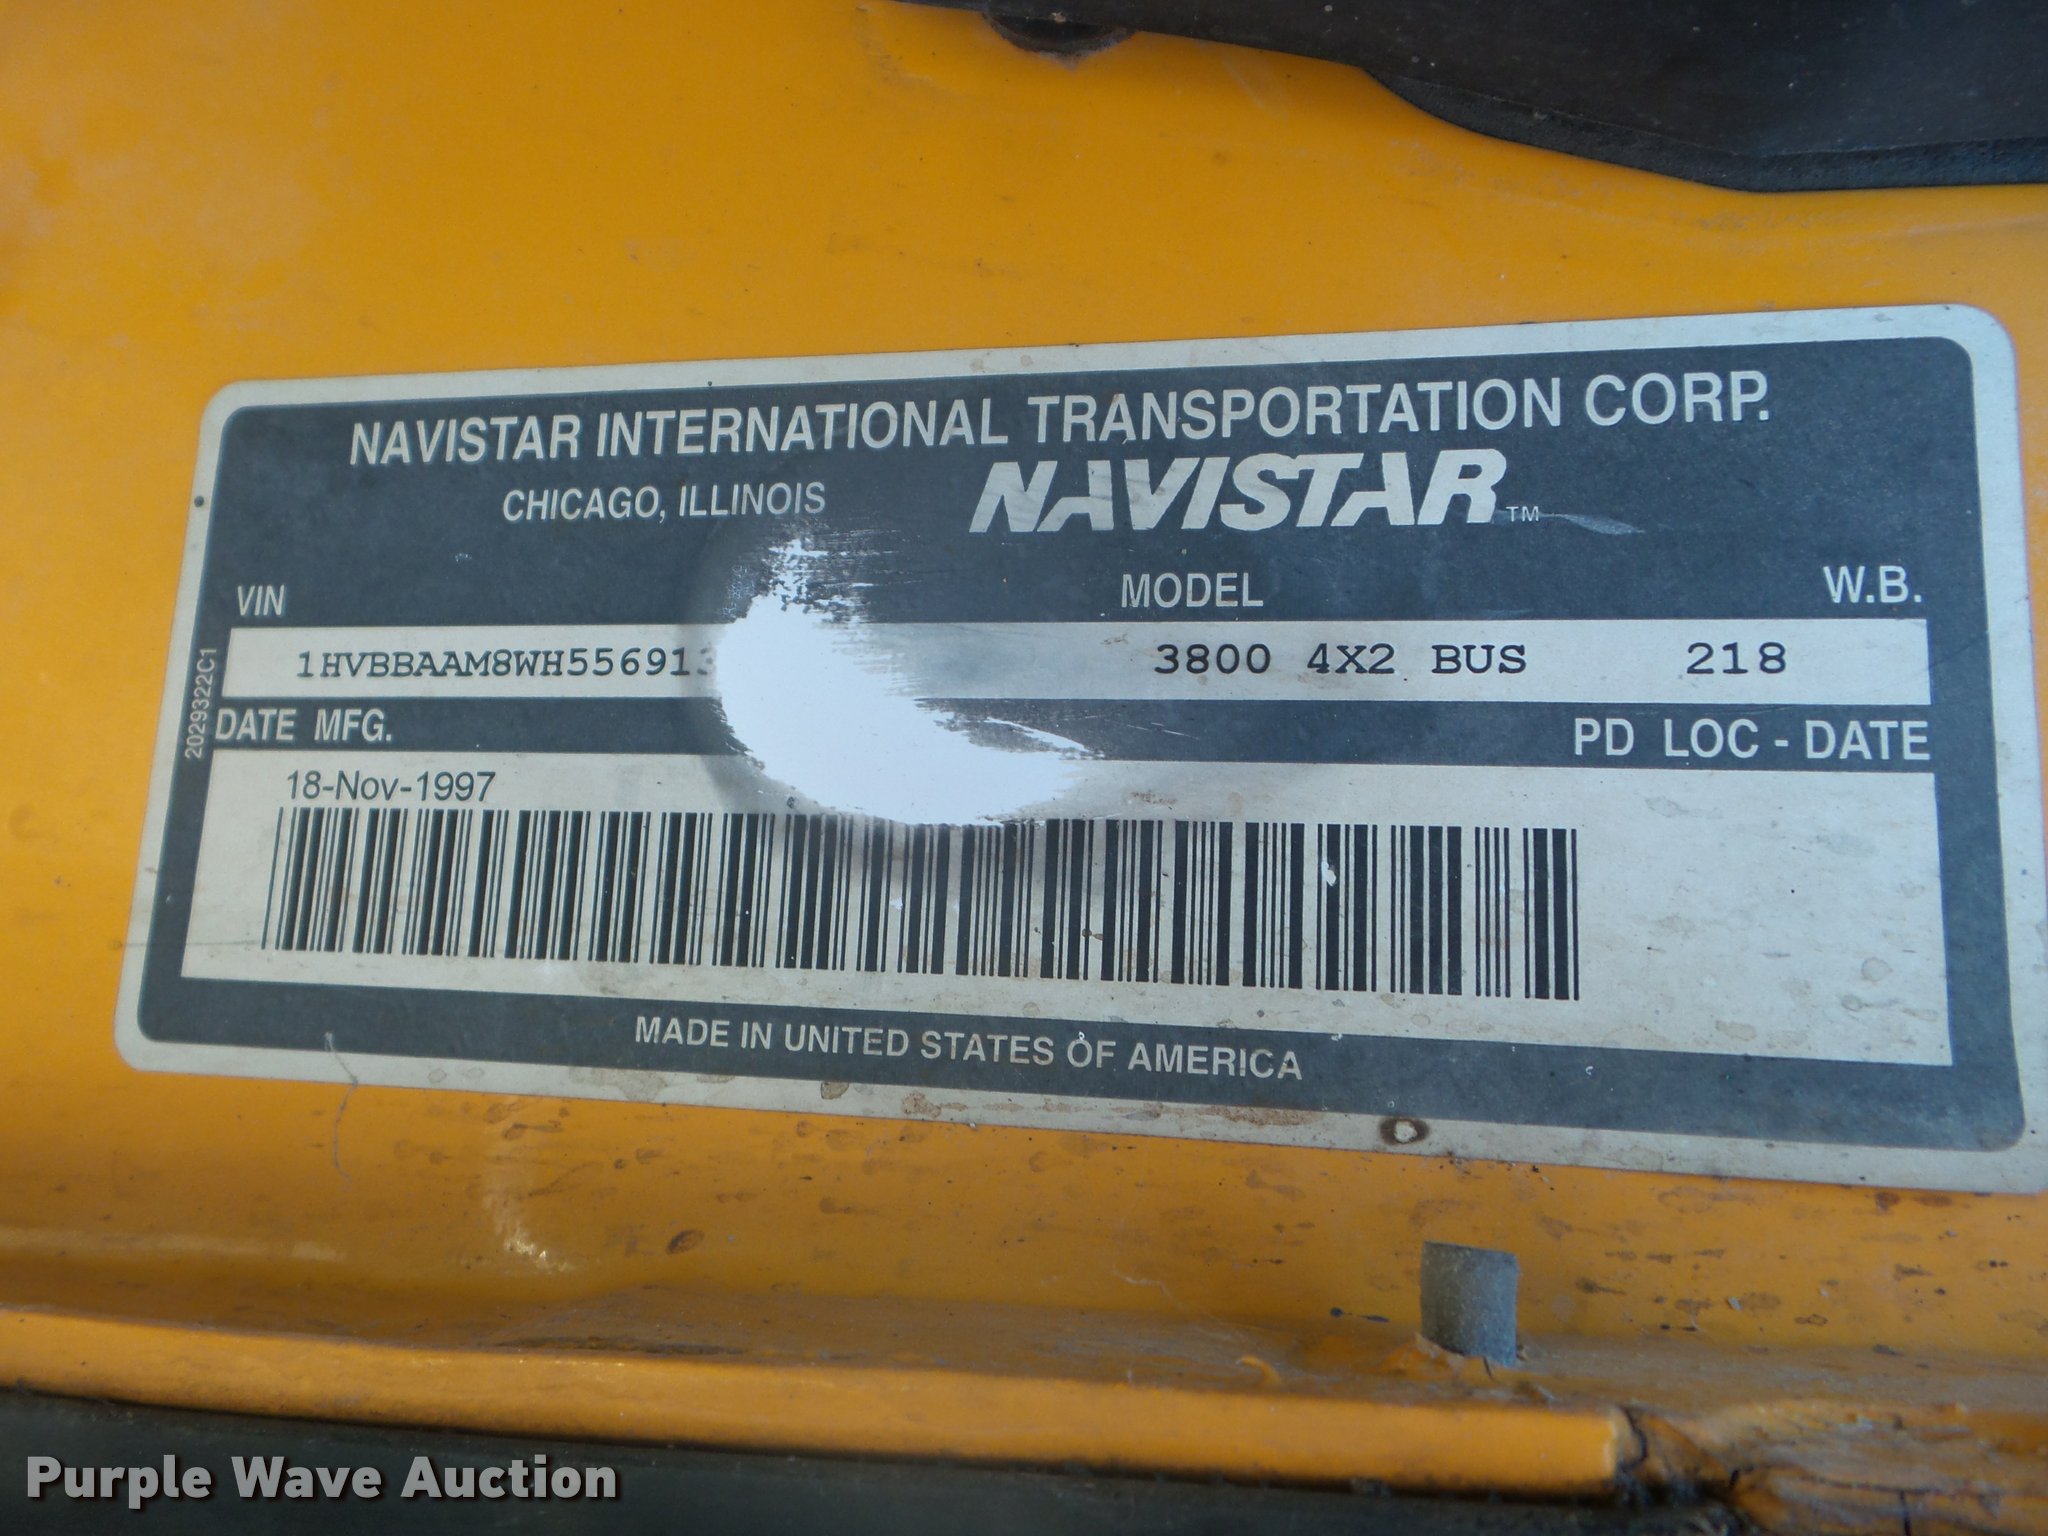 NAVISTAR INTERNATIONAL TRANSPORTATION CORP.
CHICAGO, ILLINOIS NAVISTAR TM
VIN MODEL W.B.
3800 4X2 BUS 218
2029322C1
DATE MFG. PD LOC - DATE
18-Nov-1997
MADE IN UNITED STATES OF AMERICA
Purple Wave Auction